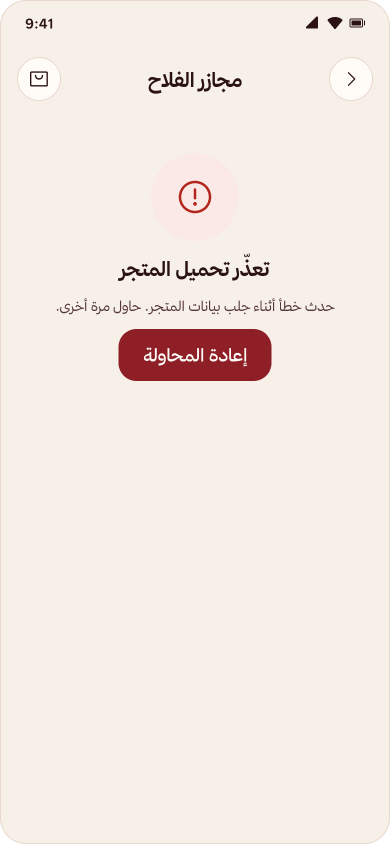 9:41
مجازر الفلاح
تعذّر تحميل المتجر
حدث خطأ أثناء جلب بيانات المتجر. حاول مرة أخرى.
إعادة المحاولة